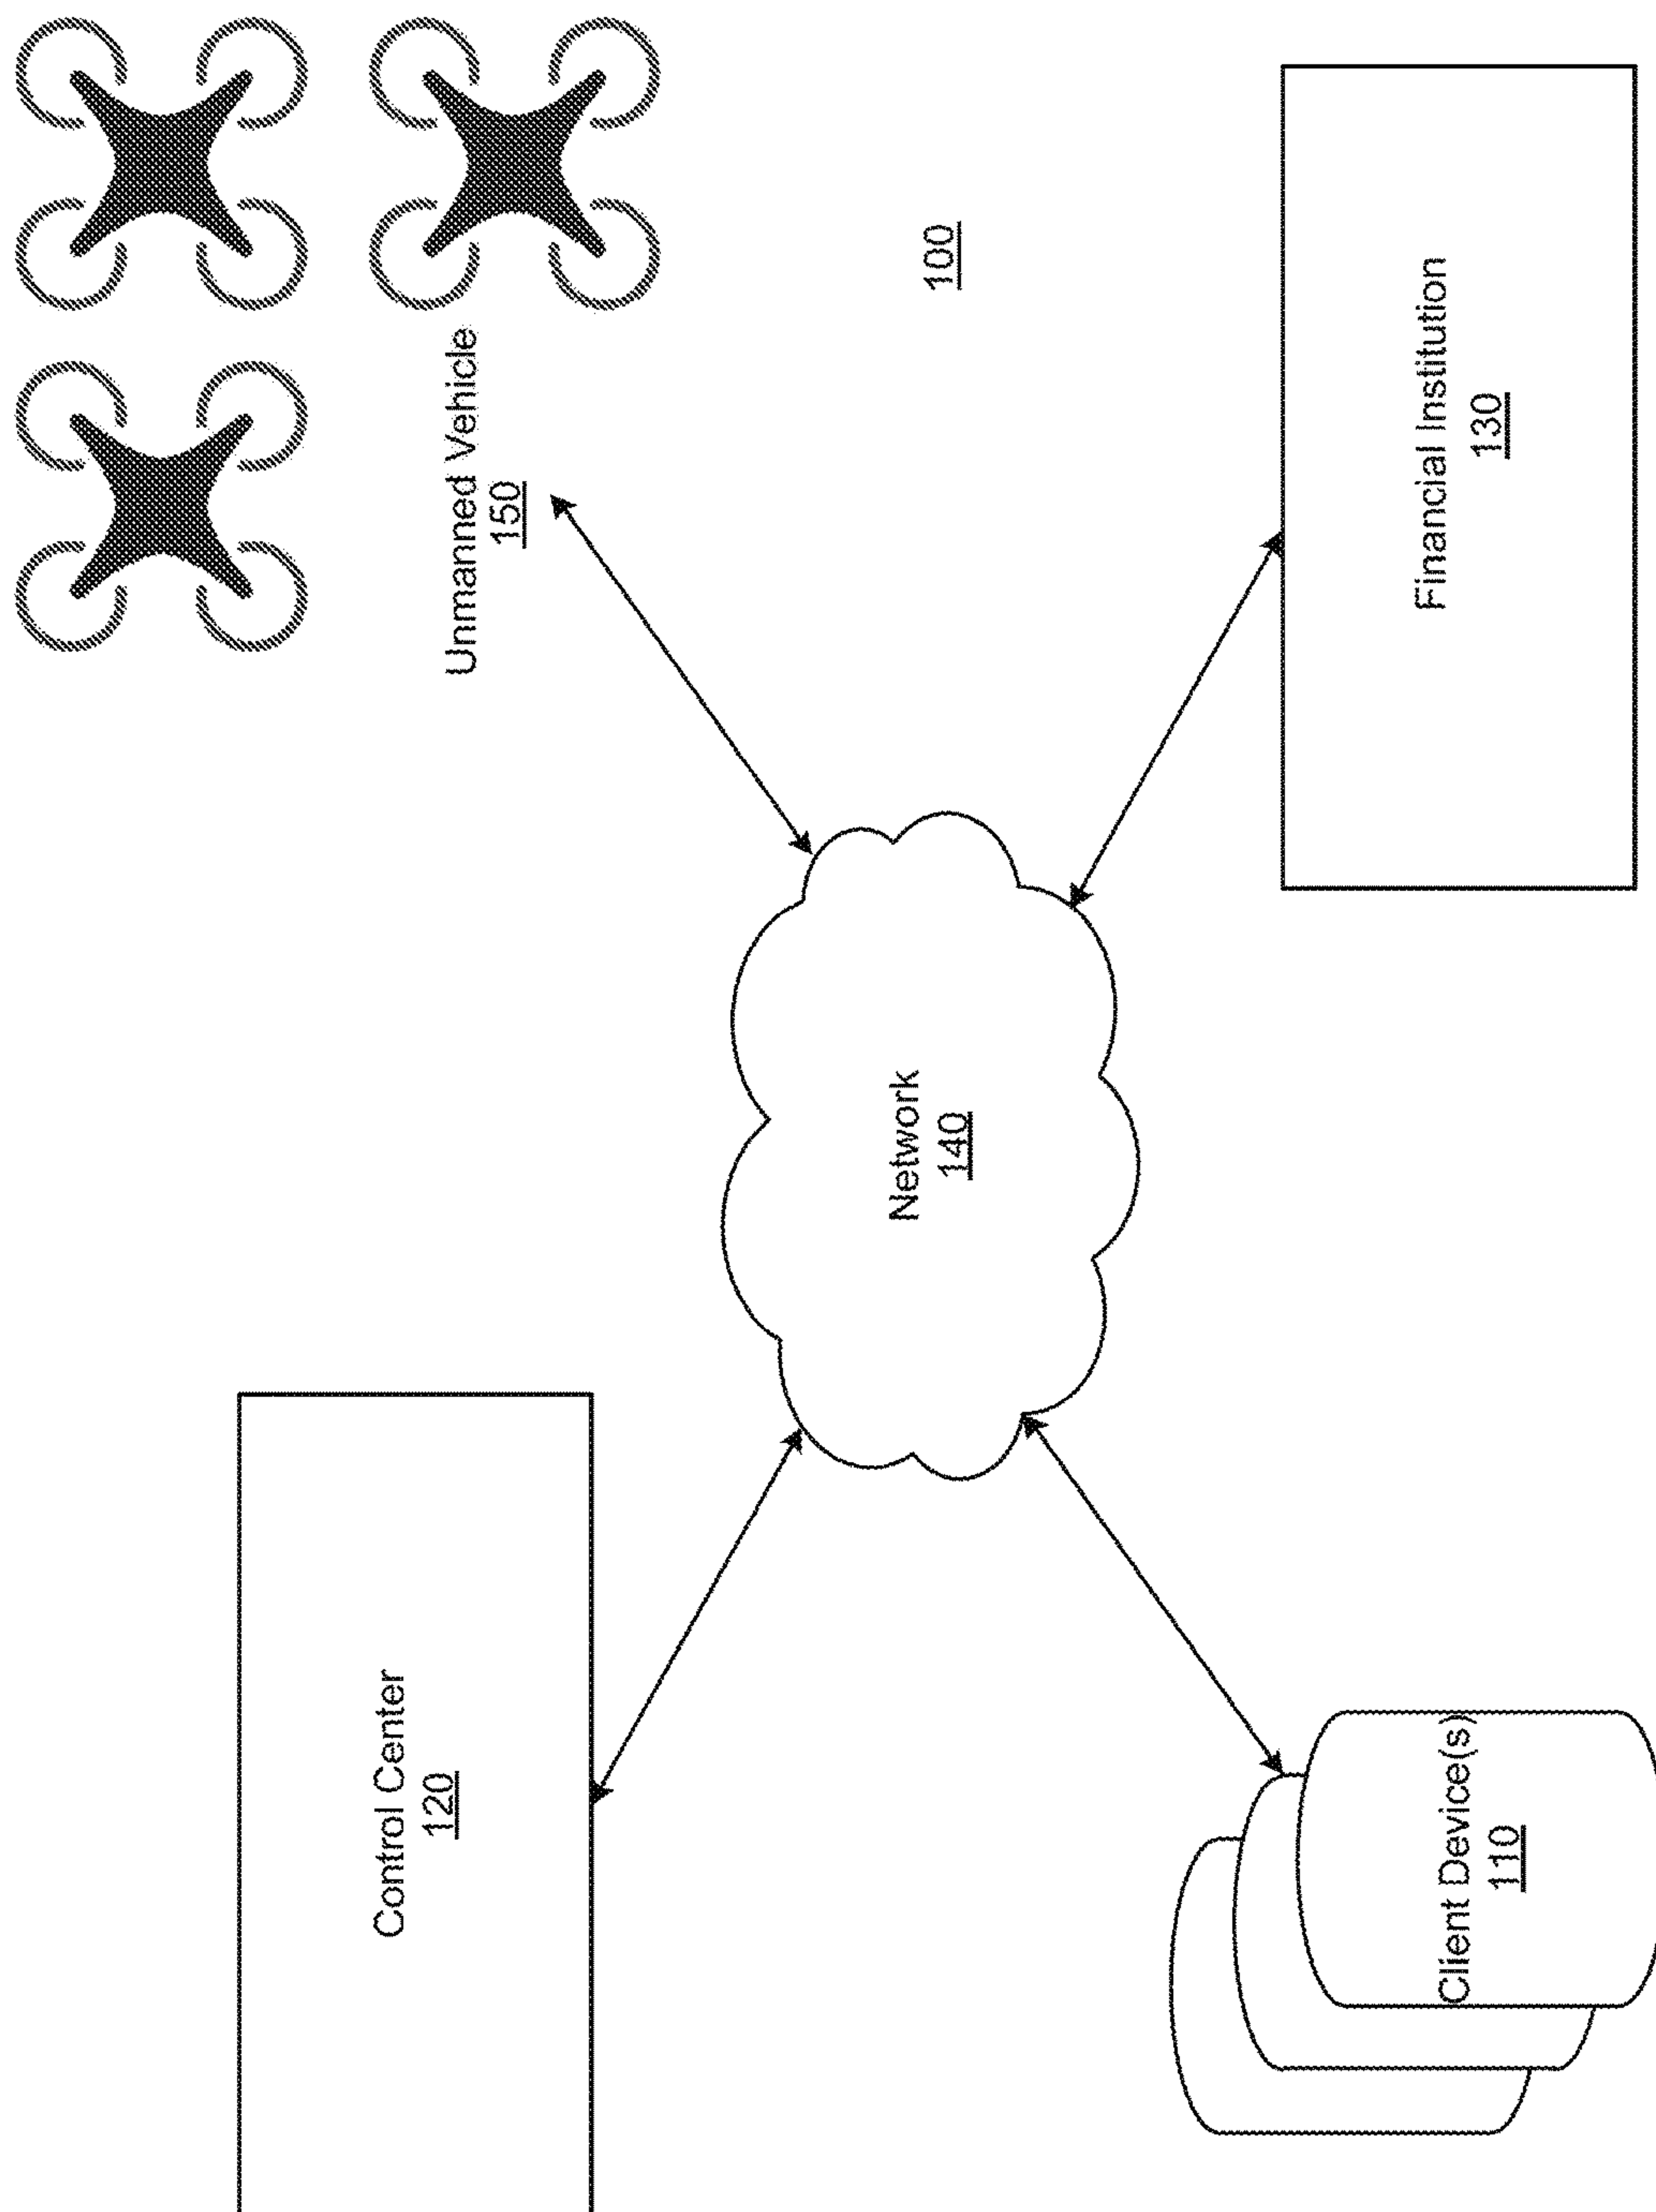 Control Center
120
Unmanned Vehicle
150
Network
140
100
Client Device(s)
110
Financial Institution
130